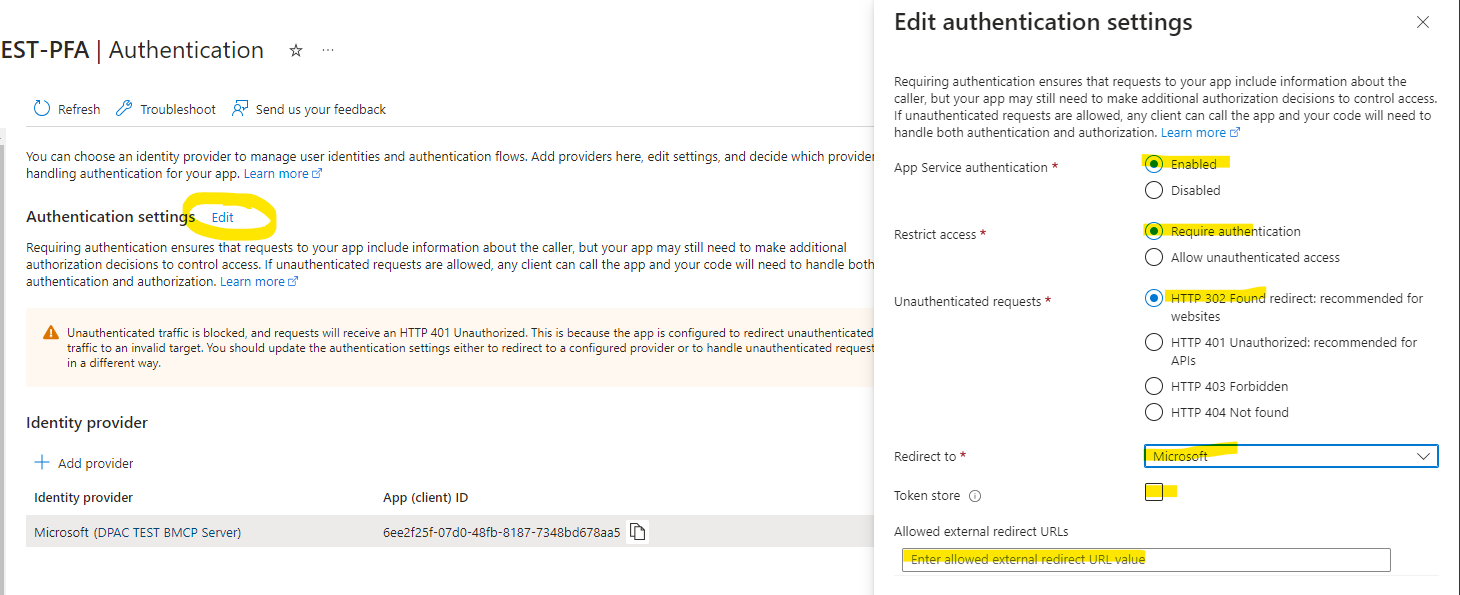 EST-PFA | Authentication
Refresh
Troubleshoot
Send us your feedback
You can choose an identity provider to manage user identities and authentication flows. Add providers here, edit settings, and decide which provider
handling authentication for your app. Learn more
Authentication settings Edit
Requiring authentication ensures that requests to your app include information about the caller, but your app may still need to make additional
authorization decisions to control access. If unauthenticated requests are allowed, any client can call the app and your code will need to handle both
authentication and authorization. Learn more
Unauthenticated traffic is blocked, and requests will receive an HTTP 401 Unauthorized. This is because the app is configured to redirect unauthenticated
traffic to an invalid target. You should update the authentication settings either to redirect to a configured provider or to handle unauthenticated request
in a different way.
Identity provider
Add provider
Identity provider App (client) ID
Microsoft (DPAC TEST BMCP Server) 6ee2f25f-07d0-48fb-8187-7348bd678aa5
Edit authentication settings
Requiring authentication ensures that requests to your app include information about the
caller, but your app may still need to make additional authorization decisions to control access.
If unauthenticated requests are allowed, any client can call the app and your code will need to
handle both authentication and authorization. Learn more
App Service authentication * Enabled
Disabled
Restrict access * Require authentication
Allow unauthenticated access
Unauthenticated requests * HTTP 302 Found redirect: recommended for
websites
HTTP 401 Unauthorized: recommended for
APIs
HTTP 403 Forbidden
HTTP 404 Not found
Redirect to * Microsoft
Token store
Allowed external redirect URLs
Enter allowed external redirect URL value